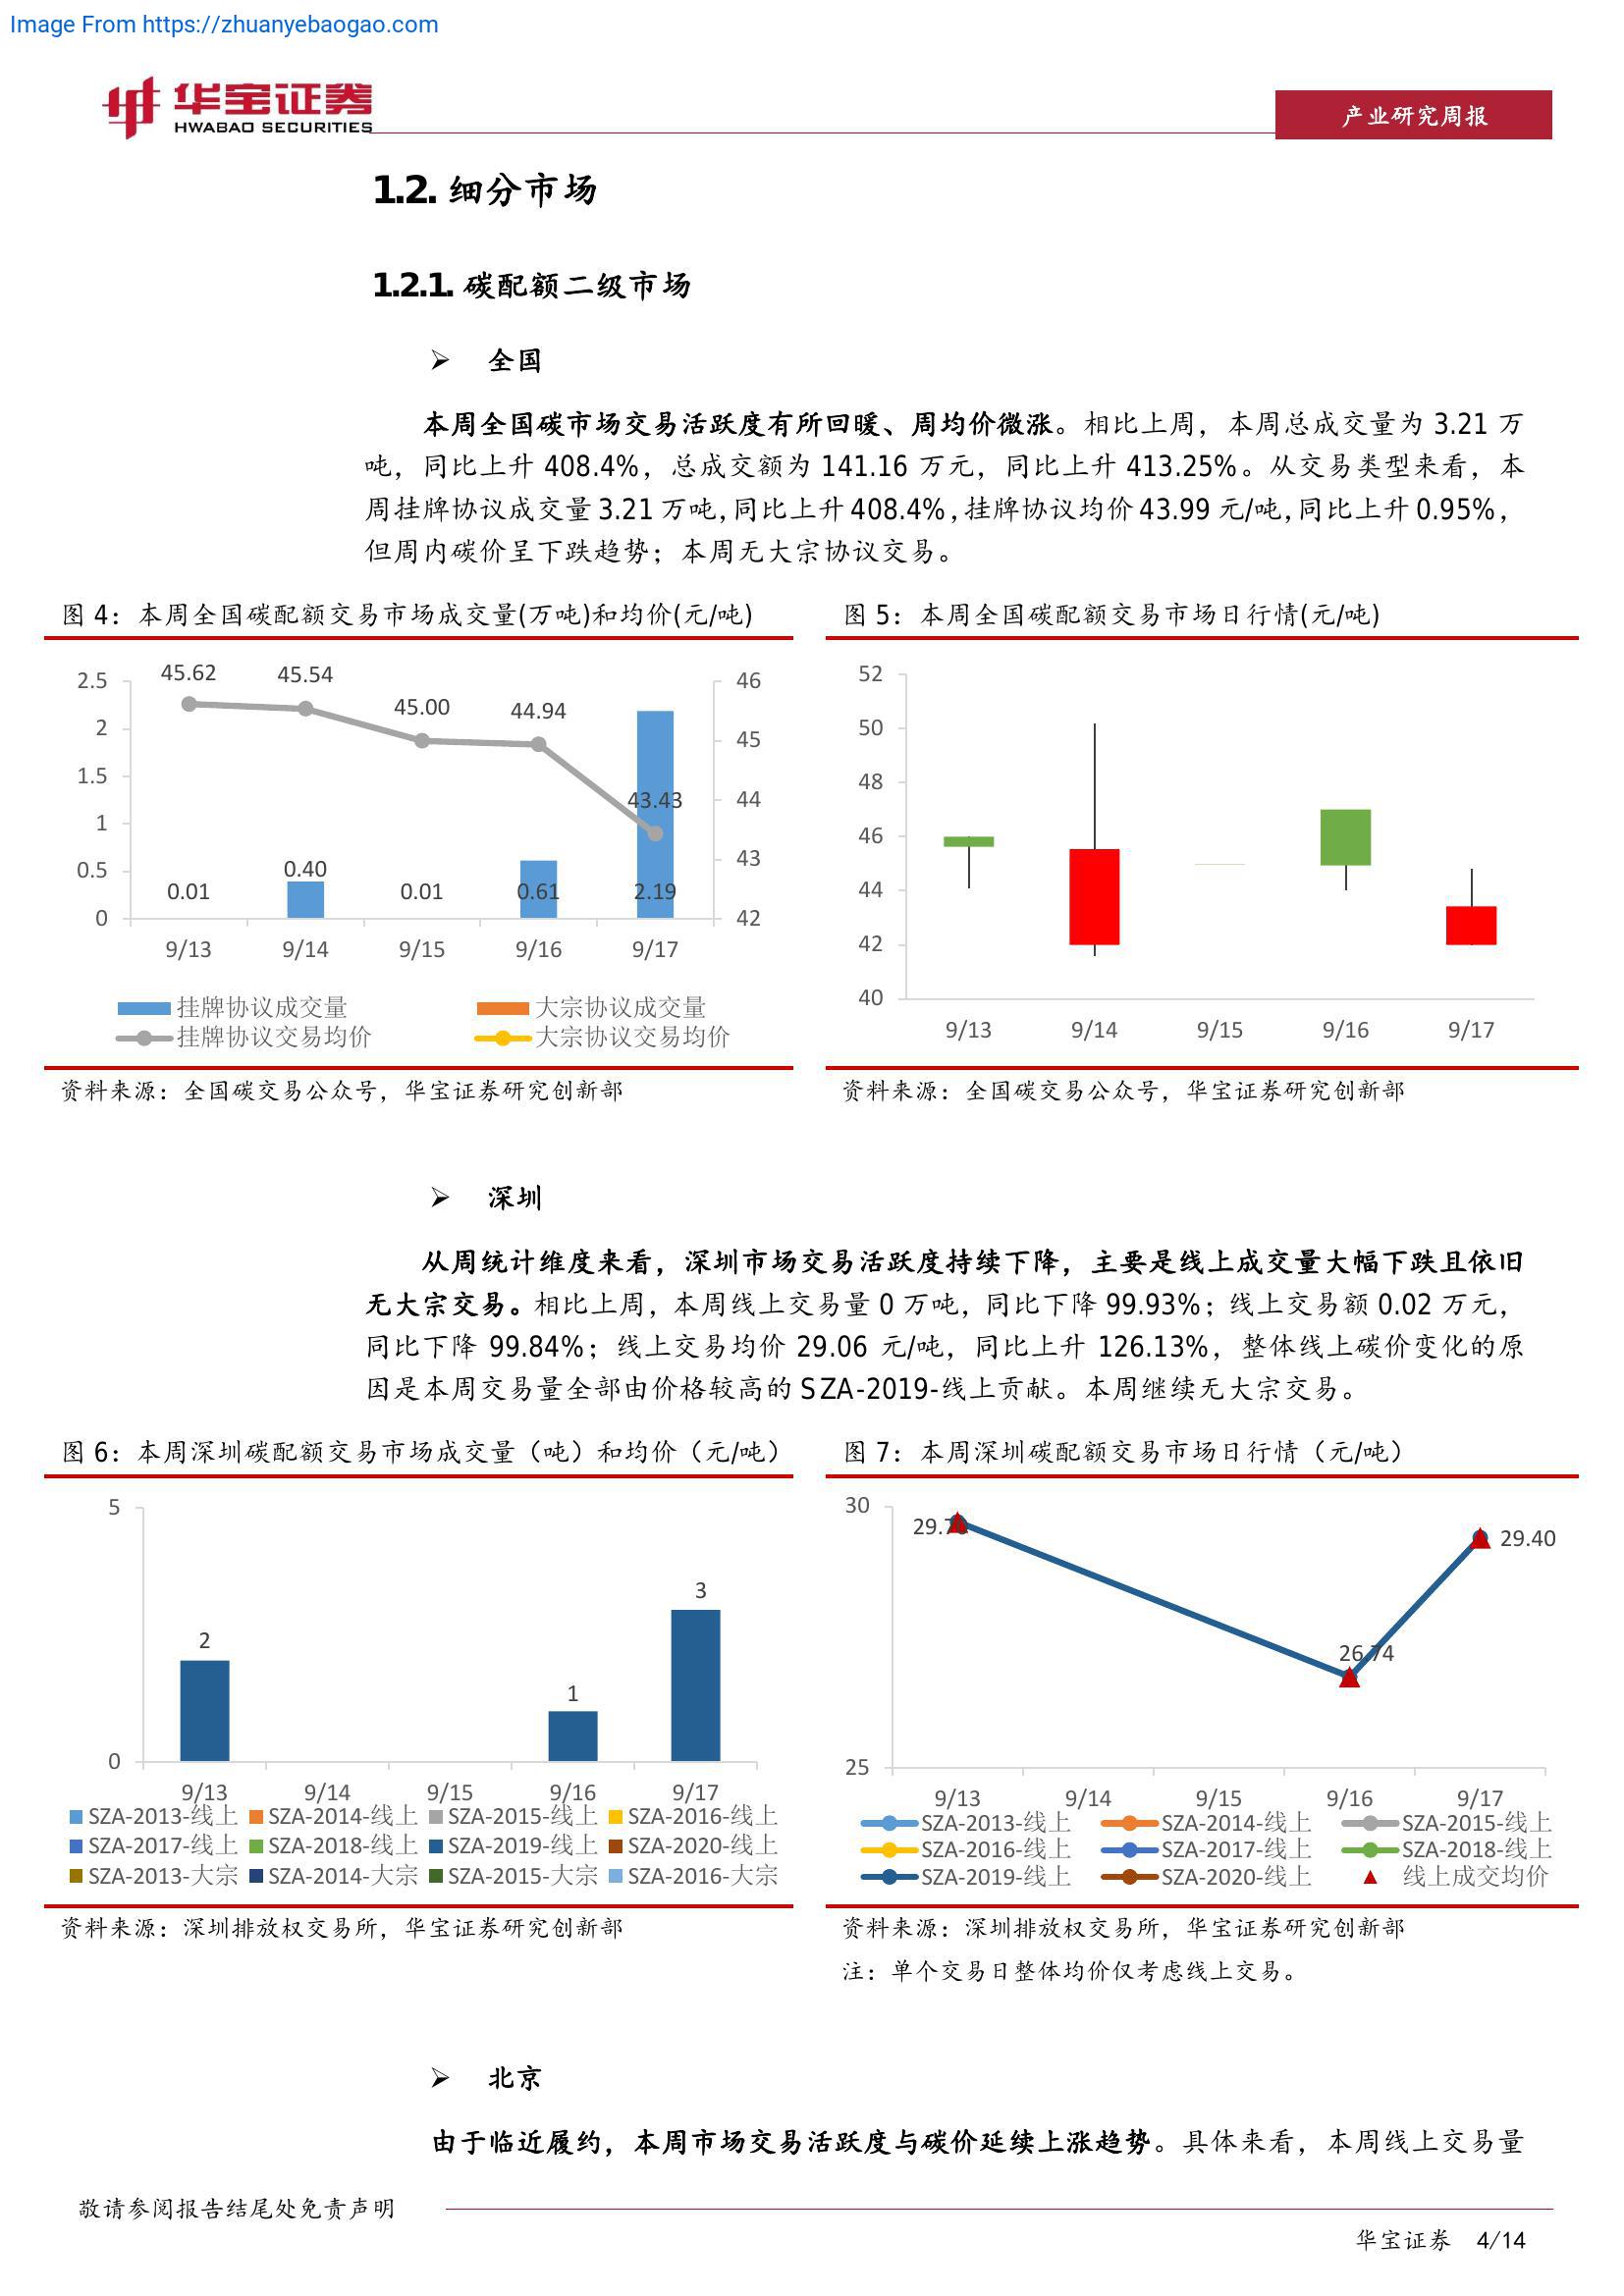 Image From https://zhuanyebaogao.com
华宝证券
HWABAO SECURITIES
产业研究周报
1.2. 细分市场
1.2.1. 碳配额二级市场
➢ 全国
本周全国碳市场交易活跃度有所回暖、周均价微涨。相比上周，本周总成交量为 3.21 万
吨，同比上升 408.4%，总成交额为 141.16 万元，同比上升 413.25%。从交易类型来看，本
周挂牌协议成交量 3.21 万吨，同比上升 408.4%，挂牌协议均价 43.99 元/吨，同比上升 0.95%，
但周内碳价呈下跌趋势；本周无大宗协议交易。
图 4：本周全国碳配额交易市场成交量(万吨)和均价(元/吨)
2.5
2
1.5
1
0.5
0
46
45
44
43
42
45.62
45.54
45.00
44.94
43.43
0.01
0.40
0.01
0.61
2.19
9/13 9/14 9/15 9/16 9/17
挂牌协议成交量 大宗协议成交量
挂牌协议交易均价 大宗协议交易均价
资料来源：全国碳交易公众号，华宝证券研究创新部
图 5：本周全国碳配额交易市场日行情(元/吨)
52
50
48
46
44
42
40
9/13 9/14 9/15 9/16 9/17
资料来源：全国碳交易公众号，华宝证券研究创新部
➢ 深圳
从周统计维度来看，深圳市场交易活跃度持续下降，主要是线上成交量大幅下跌且依旧
无大宗交易。相比上周，本周线上交易量 0 万吨，同比下降 99.93%；线上交易额 0.02 万元，
同比下降 99.84%；线上交易均价 29.06 元/吨，同比上升 126.13%，整体线上碳价变化的原
因是本周交易量全部由价格较高的 SZA-2019-线上贡献。本周继续无大宗交易。
图 6：本周深圳碳配额交易市场成交量（吨）和均价（元/吨）
5
0
2
1
3
9/13 9/14 9/15 9/16 9/17
SZA-2013-线上 SZA-2014-线上 SZA-2015-线上 SZA-2016-线上
SZA-2017-线上 SZA-2018-线上 SZA-2019-线上 SZA-2020-线上
SZA-2013-大宗 SZA-2014-大宗 SZA-2015-大宗 SZA-2016-大宗
资料来源：深圳排放权交易所，华宝证券研究创新部
图 7：本周深圳碳配额交易市场日行情（元/吨）
30
25
26.74
29.40
9/13 9/14 9/15 9/16 9/17
SZA-2013-线上 SZA-2014-线上 SZA-2015-线上
SZA-2016-线上 SZA-2017-线上 SZA-2018-线上
SZA-2019-线上 SZA-2020-线上 线上成交均价
资料来源：深圳排放权交易所，华宝证券研究创新部
注：单个交易日整体均价仅考虑线上交易。
➢ 北京
由于临近履约，本周市场交易活跃度与碳价延续上涨趋势。具体来看，本周线上交易量
敬请参阅报告结尾处免责声明
华宝证券 4/14